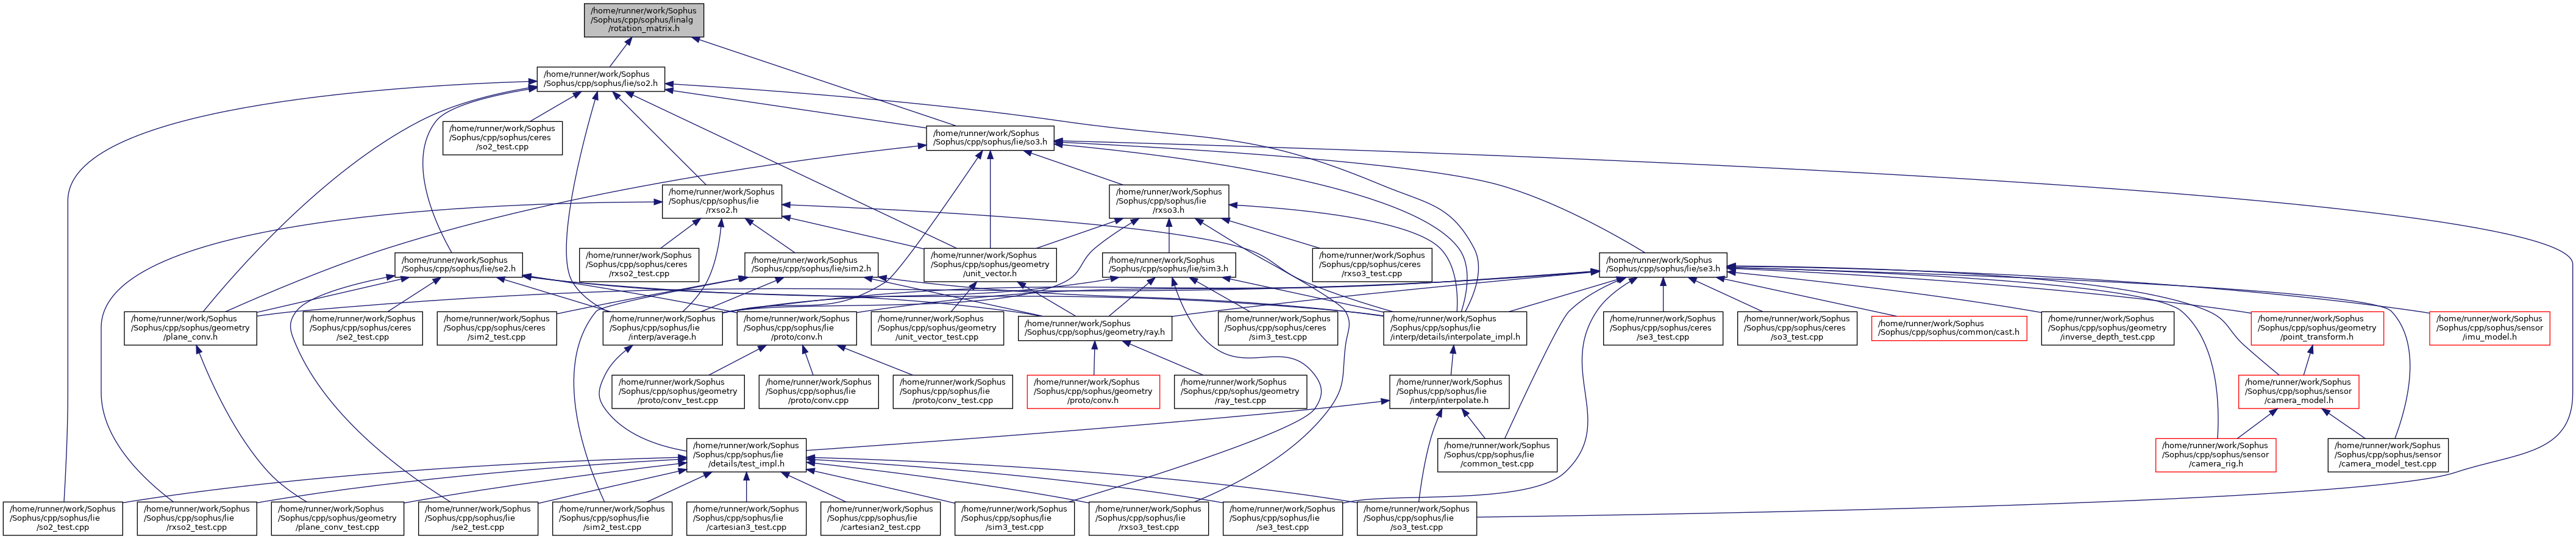 /home/runner/work/Sophus
/Sophus/cpp/sophus/linalg
/rotation_matrix.h
/home/runner/work/Sophus
/Sophus/cpp/sophus/lie/so2.h
/home/runner/work/Sophus
/Sophus/cpp/sophus/ceres
/so2_test.cpp
/home/runner/work/Sophus
/Sophus/cpp/sophus/lie/so3.h
/home/runner/work/Sophus
/Sophus/cpp/sophus/lie
/rxso2.h
/home/runner/work/Sophus
/Sophus/cpp/sophus/lie
/rxso3.h
/home/runner/work/Sophus
/Sophus/cpp/sophus/lie/se2.h
/home/runner/work/Sophus
/Sophus/cpp/sophus/ceres
/rxso2_test.cpp
/home/runner/work/Sophus
/Sophus/cpp/sophus/lie/sim2.h
/home/runner/work/Sophus
/Sophus/cpp/sophus/geometry
/unit_vector.h
/home/runner/work/Sophus
/Sophus/cpp/sophus/lie/sim3.h
/home/runner/work/Sophus
/Sophus/cpp/sophus/ceres
/rxso3_test.cpp
/home/runner/work/Sophus
/Sophus/cpp/sophus/lie/se3.h
/home/runner/work/Sophus
/Sophus/cpp/sophus/geometry
/plane_conv.h
/home/runner/work/Sophus
/Sophus/cpp/sophus/ceres
/se2_test.cpp
/home/runner/work/Sophus
/Sophus/cpp/sophus/ceres
/sim2_test.cpp
/home/runner/work/Sophus
/Sophus/cpp/sophus/lie
/interp/average.h
/home/runner/work/Sophus
/Sophus/cpp/sophus/lie
/proto/conv.h
/home/runner/work/Sophus
/Sophus/cpp/sophus/geometry
/unit_vector_test.cpp
/home/runner/work/Sophus
/Sophus/cpp/sophus/geometry/ray.h
/home/runner/work/Sophus
/Sophus/cpp/sophus/ceres
/sim3_test.cpp
/home/runner/work/Sophus
/Sophus/cpp/sophus/lie
/interp/details/interpolate_impl.h
/home/runner/work/Sophus
/Sophus/cpp/sophus/ceres
/se3_test.cpp
/home/runner/work/Sophus
/Sophus/cpp/sophus/ceres
/so3_test.cpp
/home/runner/work/Sophus
/Sophus/cpp/sophus/common/cast.h
/home/runner/work/Sophus
/Sophus/cpp/sophus/geometry
/inverse_depth_test.cpp
/home/runner/work/Sophus
/Sophus/cpp/sophus/geometry
/point_transform.h
/home/runner/work/Sophus
/Sophus/cpp/sophus/sensor
/imu_model.h
/home/runner/work/Sophus
/Sophus/cpp/sophus/geometry
/proto/conv_test.cpp
/home/runner/work/Sophus
/Sophus/cpp/sophus/lie
/proto/conv.cpp
/home/runner/work/Sophus
/Sophus/cpp/sophus/lie
/proto/conv_test.cpp
/home/runner/work/Sophus
/Sophus/cpp/sophus/geometry
/proto/conv.h
/home/runner/work/Sophus
/Sophus/cpp/sophus/geometry
/ray_test.cpp
/home/runner/work/Sophus
/Sophus/cpp/sophus/lie
/interp/interpolate.h
/home/runner/work/Sophus
/Sophus/cpp/sophus/sensor
/camera_model.h
/home/runner/work/Sophus
/Sophus/cpp/sophus/lie
/details/test_impl.h
/home/runner/work/Sophus
/Sophus/cpp/sophus/lie
/common_test.cpp
/home/runner/work/Sophus
/Sophus/cpp/sophus/sensor
/camera_rig.h
/home/runner/work/Sophus
/Sophus/cpp/sophus/sensor
/camera_model_test.cpp
/home/runner/work/Sophus
/Sophus/cpp/sophus/lie
/so2_test.cpp
/home/runner/work/Sophus
/Sophus/cpp/sophus/lie
/rxso2_test.cpp
/home/runner/work/Sophus
/Sophus/cpp/sophus/geometry
/plane_conv_test.cpp
/home/runner/work/Sophus
/Sophus/cpp/sophus/lie
/se2_test.cpp
/home/runner/work/Sophus
/Sophus/cpp/sophus/lie
/sim2_test.cpp
/home/runner/work/Sophus
/Sophus/cpp/sophus/lie
/cartesian3_test.cpp
/home/runner/work/Sophus
/Sophus/cpp/sophus/lie
/cartesian2_test.cpp
/home/runner/work/Sophus
/Sophus/cpp/sophus/lie
/sim3_test.cpp
/home/runner/work/Sophus
/Sophus/cpp/sophus/lie
/rxso3_test.cpp
/home/runner/work/Sophus
/Sophus/cpp/sophus/lie
/se3_test.cpp
/home/runner/work/Sophus
/Sophus/cpp/sophus/lie
/so3_test.cpp